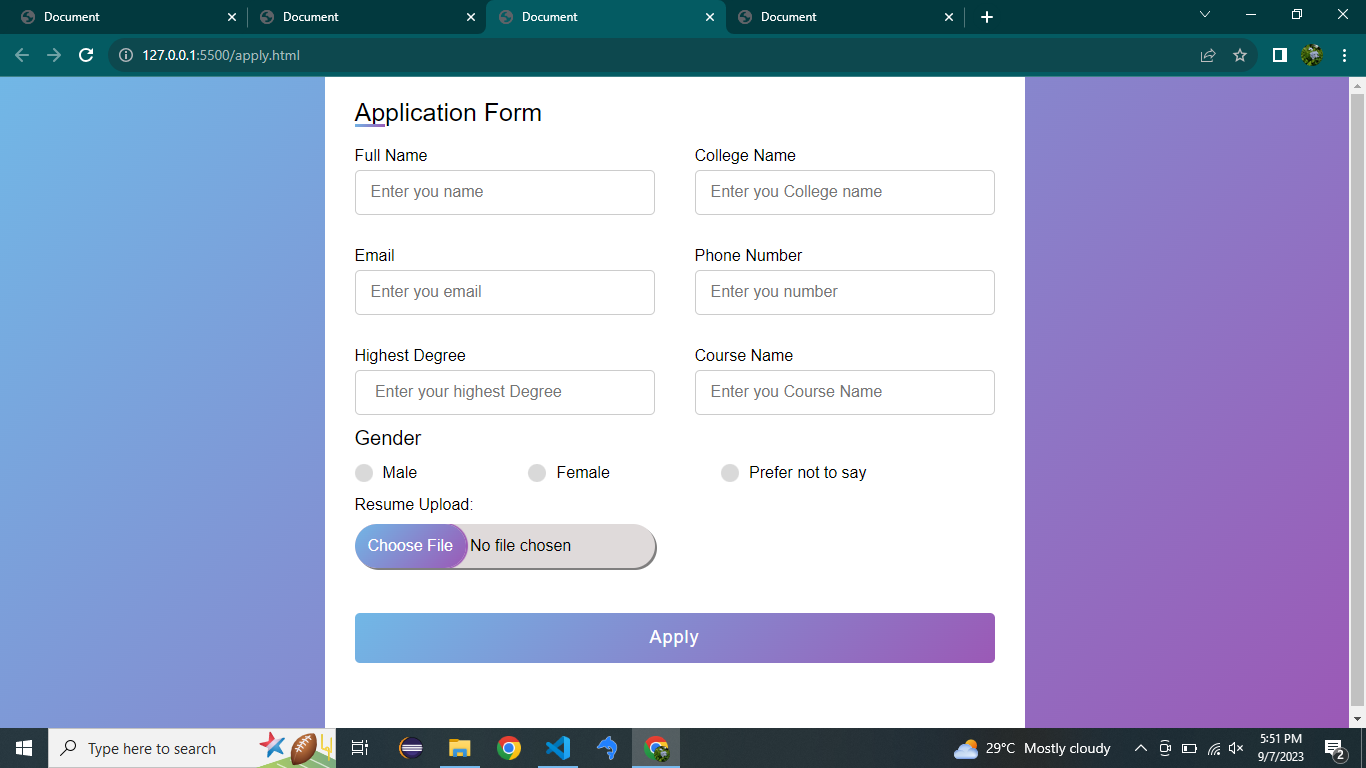 Document Document Document Document
127.0.0.1:5500/apply.html
Application Form
Full Name College Name
Enter you name Enter you College name
Email Phone Number
Enter you email Enter you number
Highest Degree Course Name
Enter your highest Degree Enter you Course Name
Gender
Male Female Prefer not to say
Resume Upload:
Choose File No file chosen
Apply
Type here to search 29°C Mostly cloudy 5:51 PM
9/7/2023 2